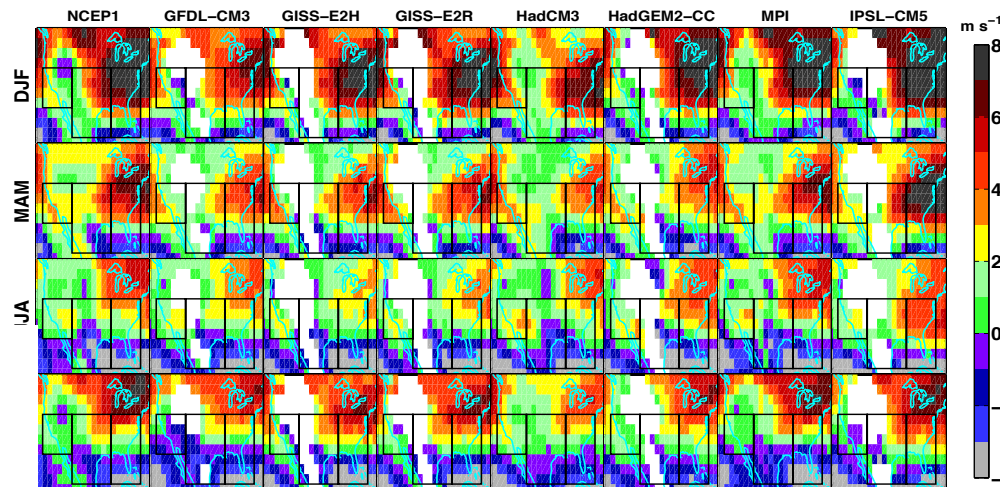 NCEP1 GFDL−CM3 GISS−E2H GISS−E2R HadCM3 HadGEM2−CC MPI IPSL−CM5
m s⁻¹
DJF
MAM
JA
8
6
4
2
0